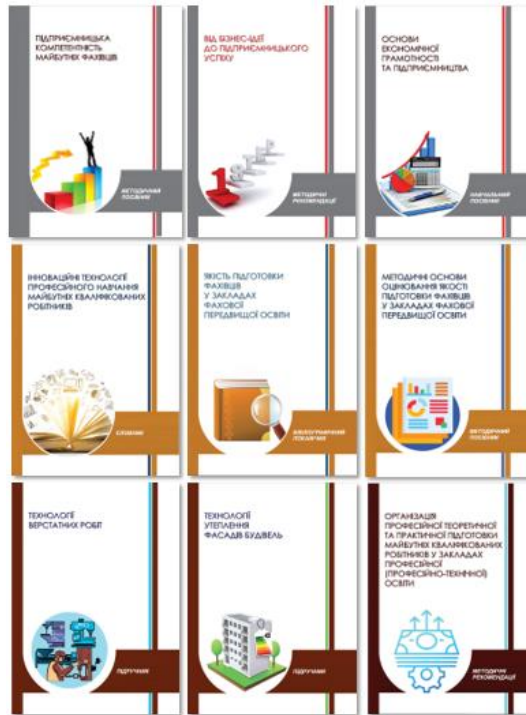 ПІДПРИЄМНИЦЬКА
КОМПЕТЕНТНІСТЬ
МАЙБУТНІХ ФАХІВЦІВ
МЕТОДИЧНИЙ
ПОСІБНИК
ВІД БІЗНЕС-ІДЕЇ
ДО ПІДПРИЄМНИЦЬКОГО
УСПІХУ
1
МЕТОДИЧНІ
РЕКОМЕНДАЦІЇ
ОСНОВИ
ЕКОНОМІЧНОЇ
ГРАМОТНОСТІ
ТА ПІДПРИЄМНИЦТВА
НАВЧАЛЬНИЙ
ПОСІБНИК
ІННОВАЦІЙНІ ТЕХНОЛОГІЇ
ПРОФЕСІЙНОГО НАВЧАННЯ
МАЙБУТНІХ КВАЛІФІКОВАНИХ
РОБІТНИКІВ
СЛОВНИК
ЯКІСТЬ ПІДГОТОВКИ
ФАХІВЦІВ
У ЗАКЛАДАХ
ФАХОВОЇ
ПЕРЕДВИЩОЇ ОСВІТИ
БІБЛІОГРАФІЧНИЙ
ПОКАЖЧИК
МЕТОДИЧНІ ОСНОВИ
ОЦІНЮВАННЯ ЯКОСТІ
ПІДГОТОВКИ ФАХІВЦІВ
У ЗАКЛАДАХ ФАХОВОЇ
ПЕРЕДВИЩОЇ ОСВІТИ
МЕТОДИЧНИЙ
ПОСІБНИК
ТЕХНОЛОГІЇ
ВЕРСТАТНИХ РОБІТ
ПІДРУЧНИК
ТЕХНОЛОГІЇ
УТЕПЛЕННЯ
ФАСАДІВ БУДІВЕЛЬ
ПІДРУЧНИК
ОРГАНІЗАЦІЯ
ПРОФЕСІЙНОЇ ТЕОРЕТИЧНОЇ
ТА ПРАКТИЧНОЇ ПІДГОТОВКИ
МАЙБУТНІХ КВАЛІФІКОВАНИХ
РОБІТНИКІВ У ЗАКЛАДАХ
ПРОФЕСІЙНОЇ
(ПРОФЕСІЙНО-ТЕХНІЧНОЇ)
ОСВІТИ
МЕТОДИЧНІ
РЕКОМЕНДАЦІЇ